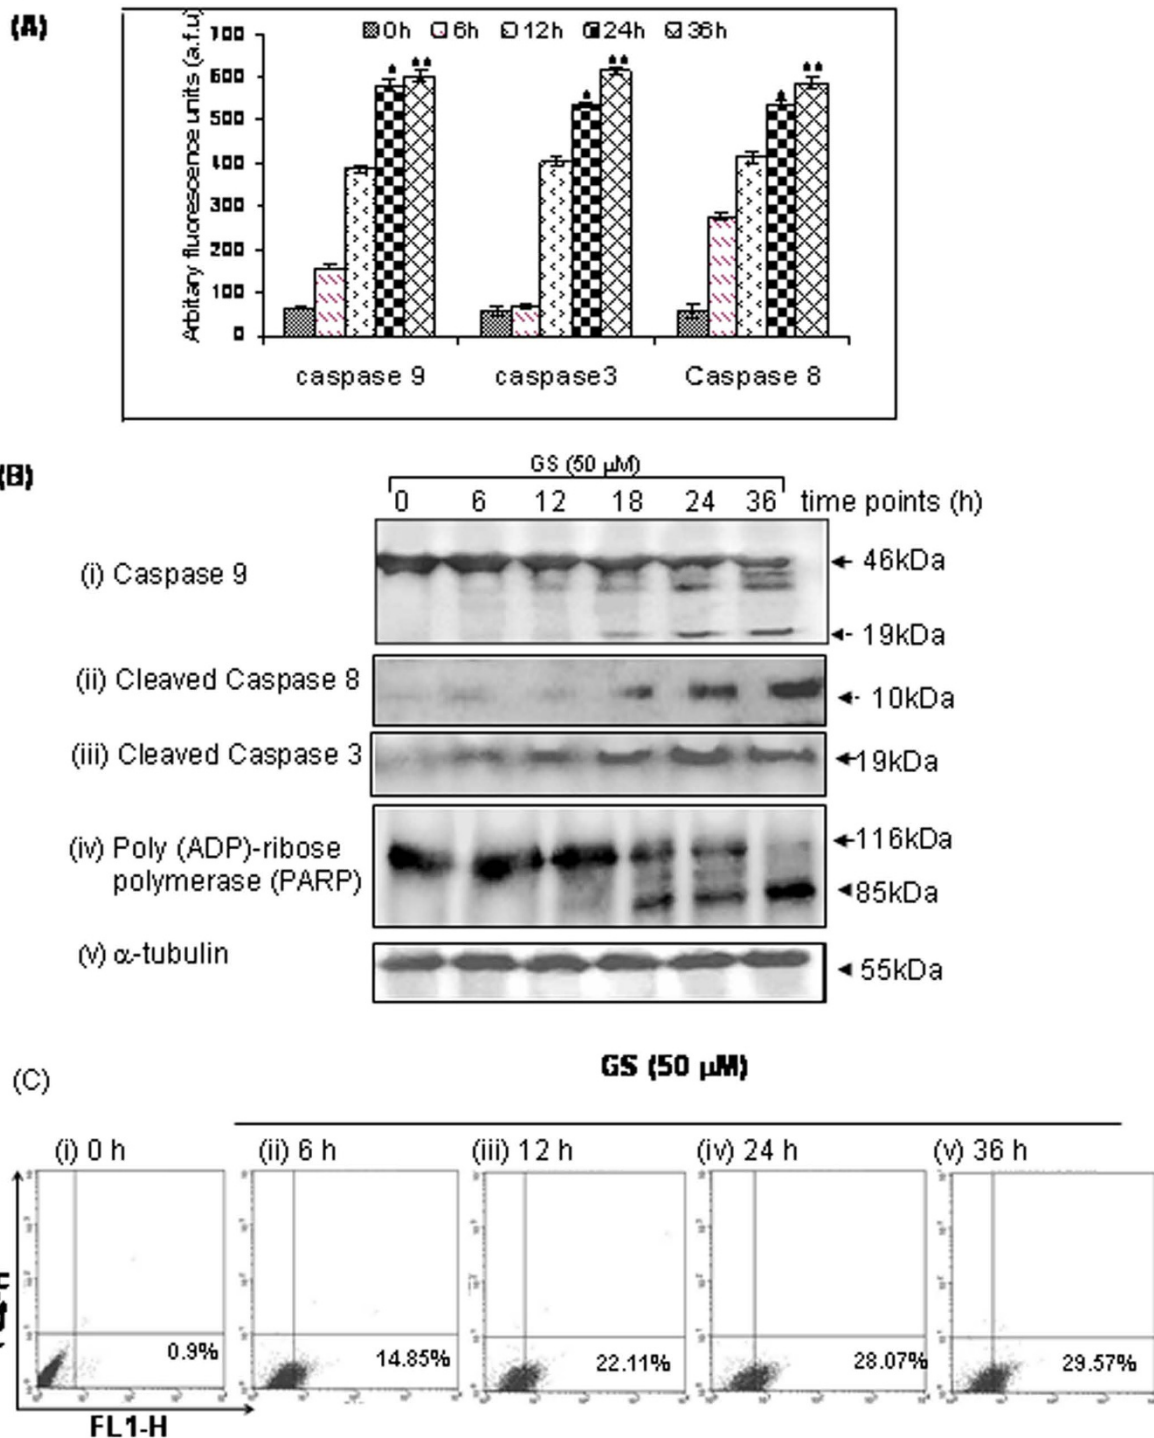 (A)
0h 6h 12h 24h 36h
Arbitary fluorescence units (a.f.u)
700
600
500
400
300
200
100
0
* ** * ** * **
caspase 9 caspase3 Caspase 8
(B)
GS (50 µM)
0 6 12 18 24 36 time points (h)
(i) Caspase 9
46kDa
19kDa
(ii) Cleaved Caspase 8
10kDa
(iii) Cleaved Caspase 3
19kDa
(iv) Poly (ADP)-ribose
polymerase (PARP)
116kDa
85kDa
(v) α-tubulin
55kDa
GS (50 µM)
(C)
(i) 0 h (ii) 6 h (iii) 12 h (iv) 24 h (v) 36 h
0.9% 14.85% 22.11% 28.07% 29.57%
FL1-H